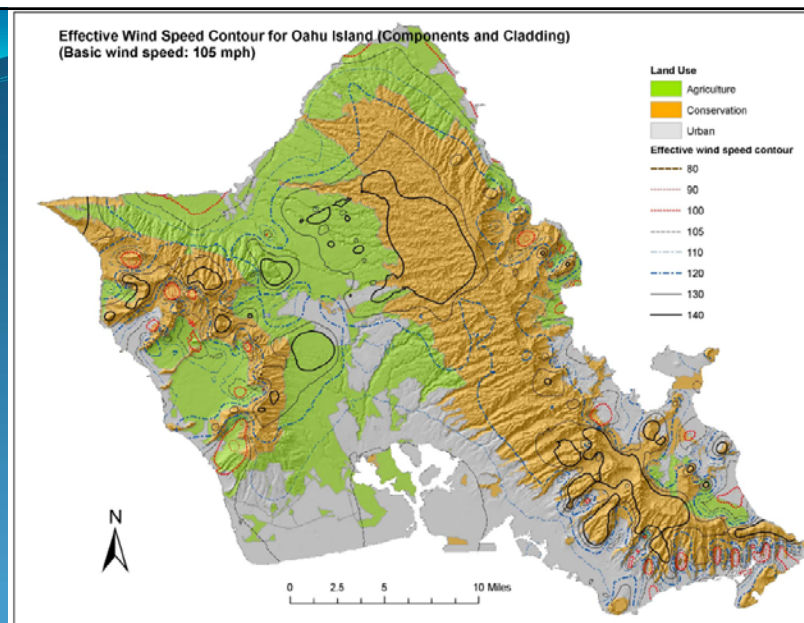 Effective Wind Speed Contour for Oahu Island (Components and Cladding)
(Basic wind speed: 105 mph)
Land Use
Agriculture
Conservation
Urban
Effective wind speed contour
80
90
100
105
110
120
130
140
N
0 2.5 5 10 Miles